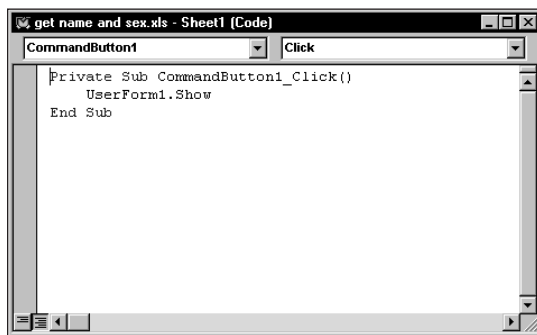 get name and sex.xls - Sheet1 (Code)
CommandButton1 Click
Private Sub CommandButton1_Click()
    UserForm1.Show
End Sub